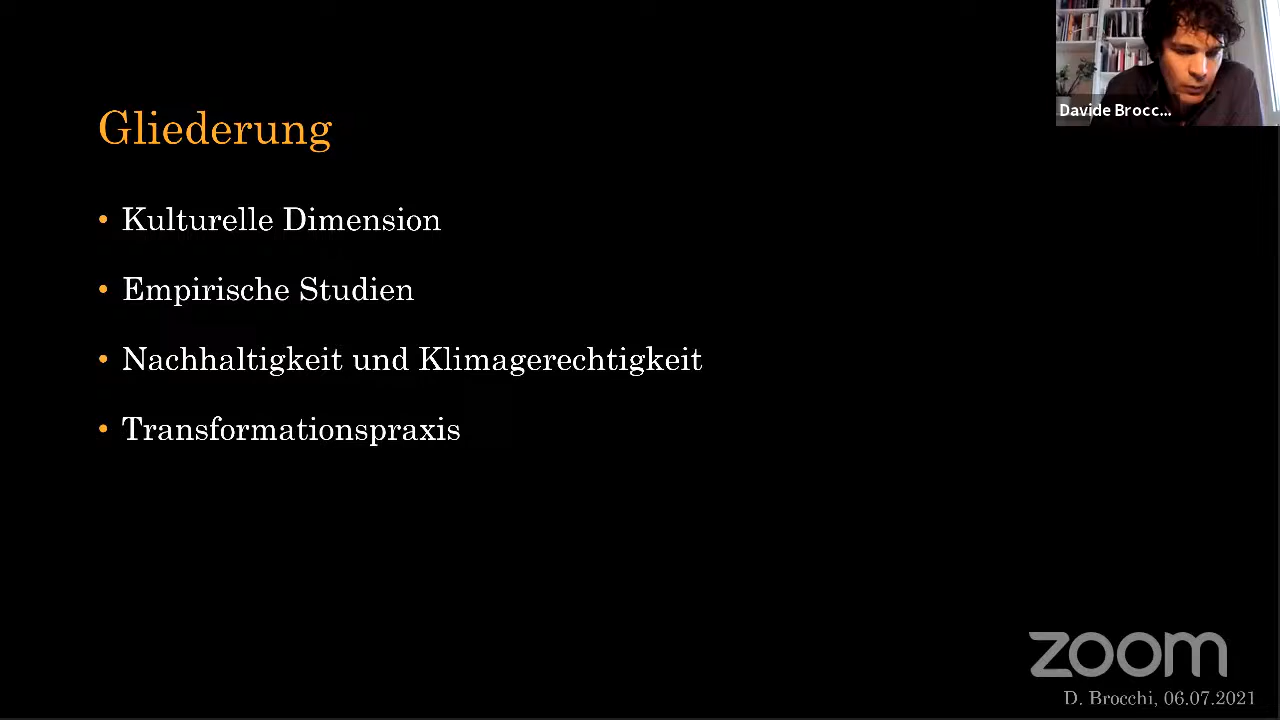 Davide Brocc...
Gliederung
• Kulturelle Dimension
• Empirische Studien
• Nachhaltigkeit und Klimagerechtigkeit
• Transformationspraxis
zoom
D. Brocchi, 06.07.2021